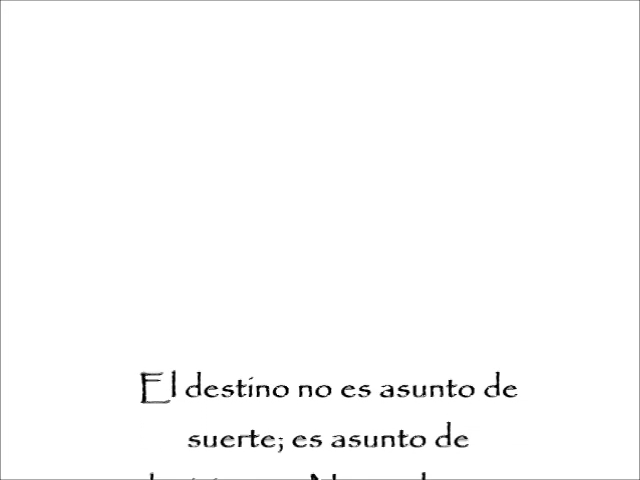 El destino no es asunto de
suerte; es asunto de